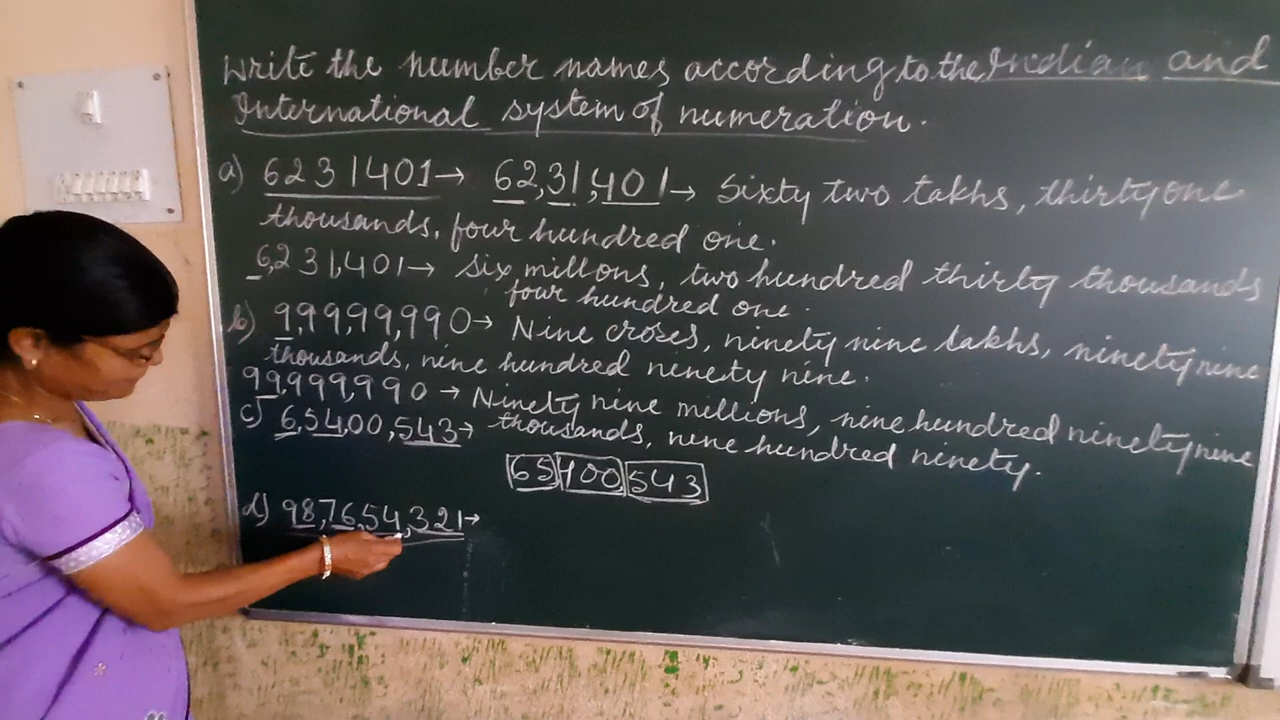 Write the number names according to the Indian and
International system of numeration.
a) 6231401→ 62,31,401→ Sixty two lakhs, thirty one
thousands, four hundred one.
6,231,401→ six millons, two hundred thirty thousands
four hundred one.
b) 9,99,99,990→ Nine crores, ninety nine lakhs, ninety nine
thousands, nine hundred ninety nine.
99,999,990 → Ninety nine millions, nine hundred ninety nine
thousands, nine hundred ninety.
c) 6,54,00,543→
65 400 543
d) 98,76,54,321→